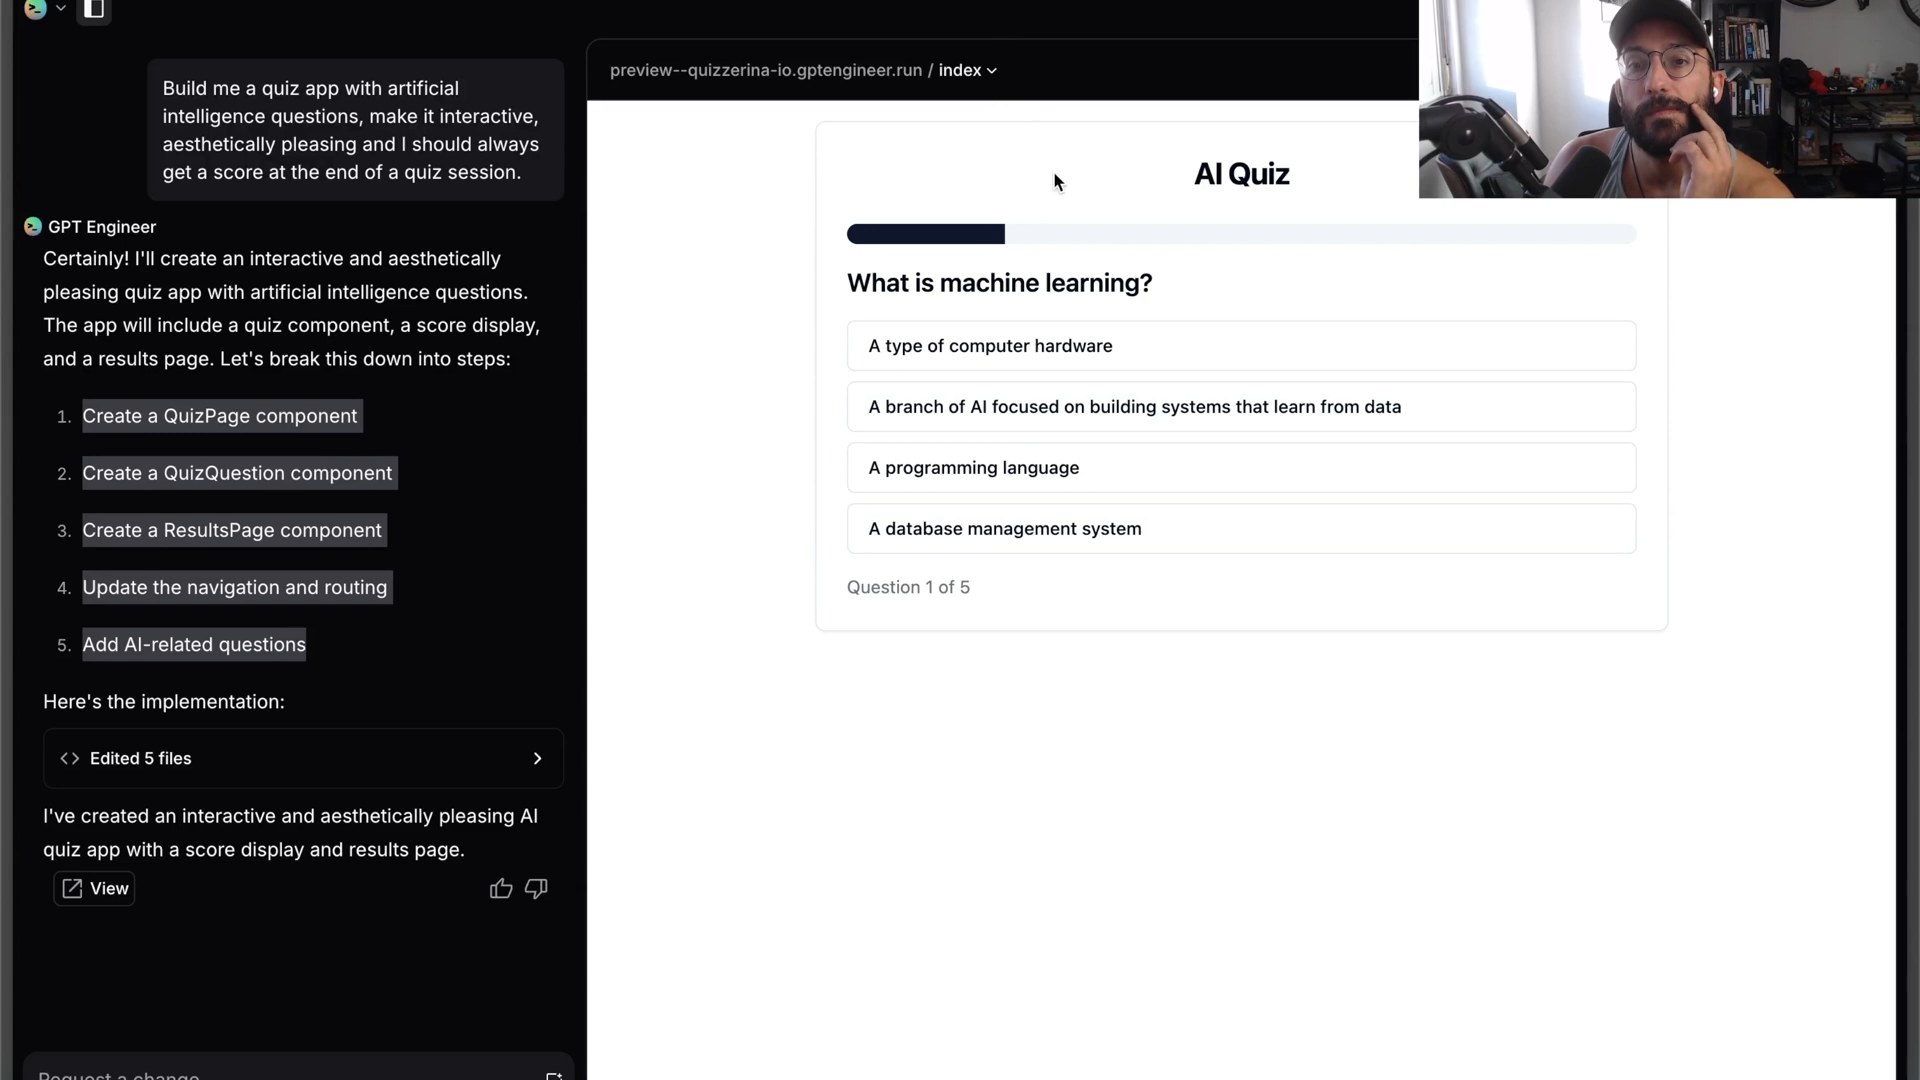 Build me a quiz app with artificial
intelligence questions, make it interactive,
aesthetically pleasing and I should always
get a score at the end of a quiz session.
GPT Engineer
Certainly! I'll create an interactive and aesthetically
pleasing quiz app with artificial intelligence questions.
The app will include a quiz component, a score display,
and a results page. Let's break this down into steps:
1. Create a QuizPage component
2. Create a QuizQuestion component
3. Create a ResultsPage component
4. Update the navigation and routing
5. Add AI-related questions
Here's the implementation:
Edited 5 files
I've created an interactive and aesthetically pleasing AI
quiz app with a score display and results page.
View
Request a change
preview--quizzerina-io.gptengineer.run / index
AI Quiz
What is machine learning?
A type of computer hardware
A branch of AI focused on building systems that learn from data
A programming language
A database management system
Question 1 of 5